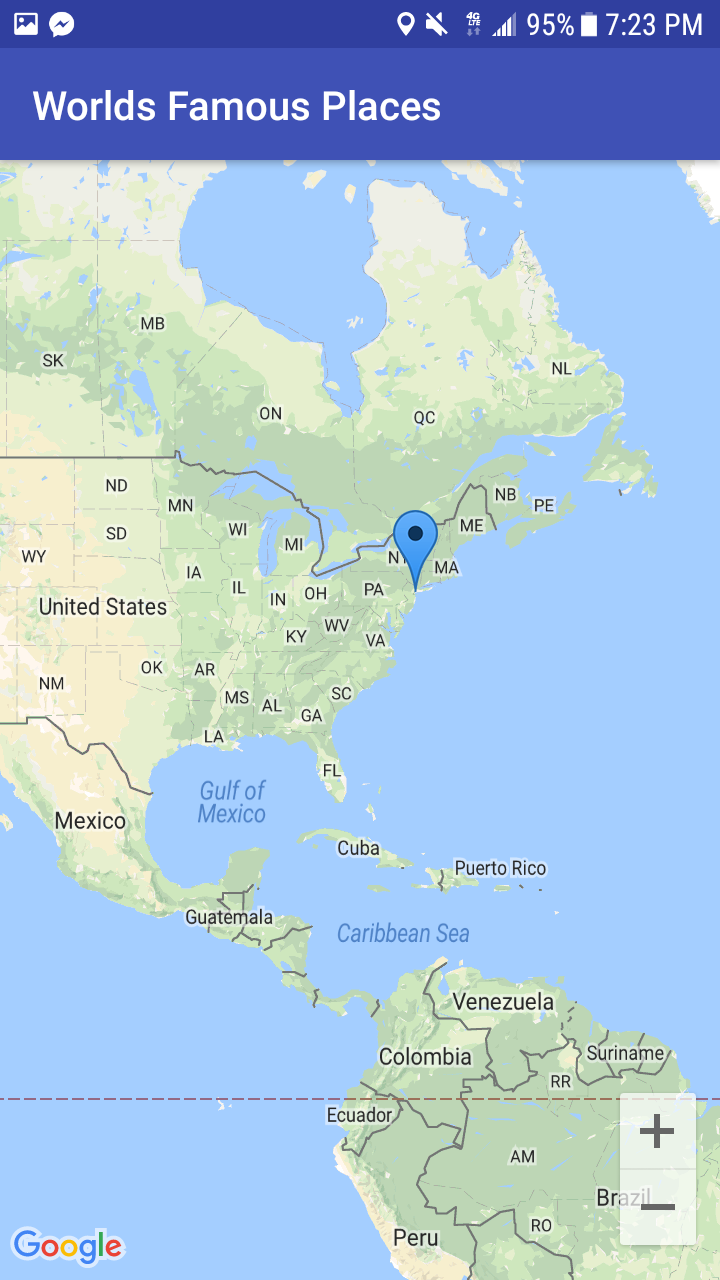 4G
LTE
95%
7:23 PM
Worlds Famous Places
MB
SK
NL
ON
QC
ND
NB
MN
PE
WI
ME
SD
MI
WY
NY
MA
IA
IL
OH
PA
IN
United States
WV
KY
VA
OK
AR
NM
SC
MS
AL
GA
LA
FL
Gulf of
Mexico
Mexico
Cuba
Puerto Rico
Guatemala
Caribbean Sea
Venezuela
Suriname
Colombia
RR
Ecuador
+
AM
Brazil
−
RO
Peru
Google